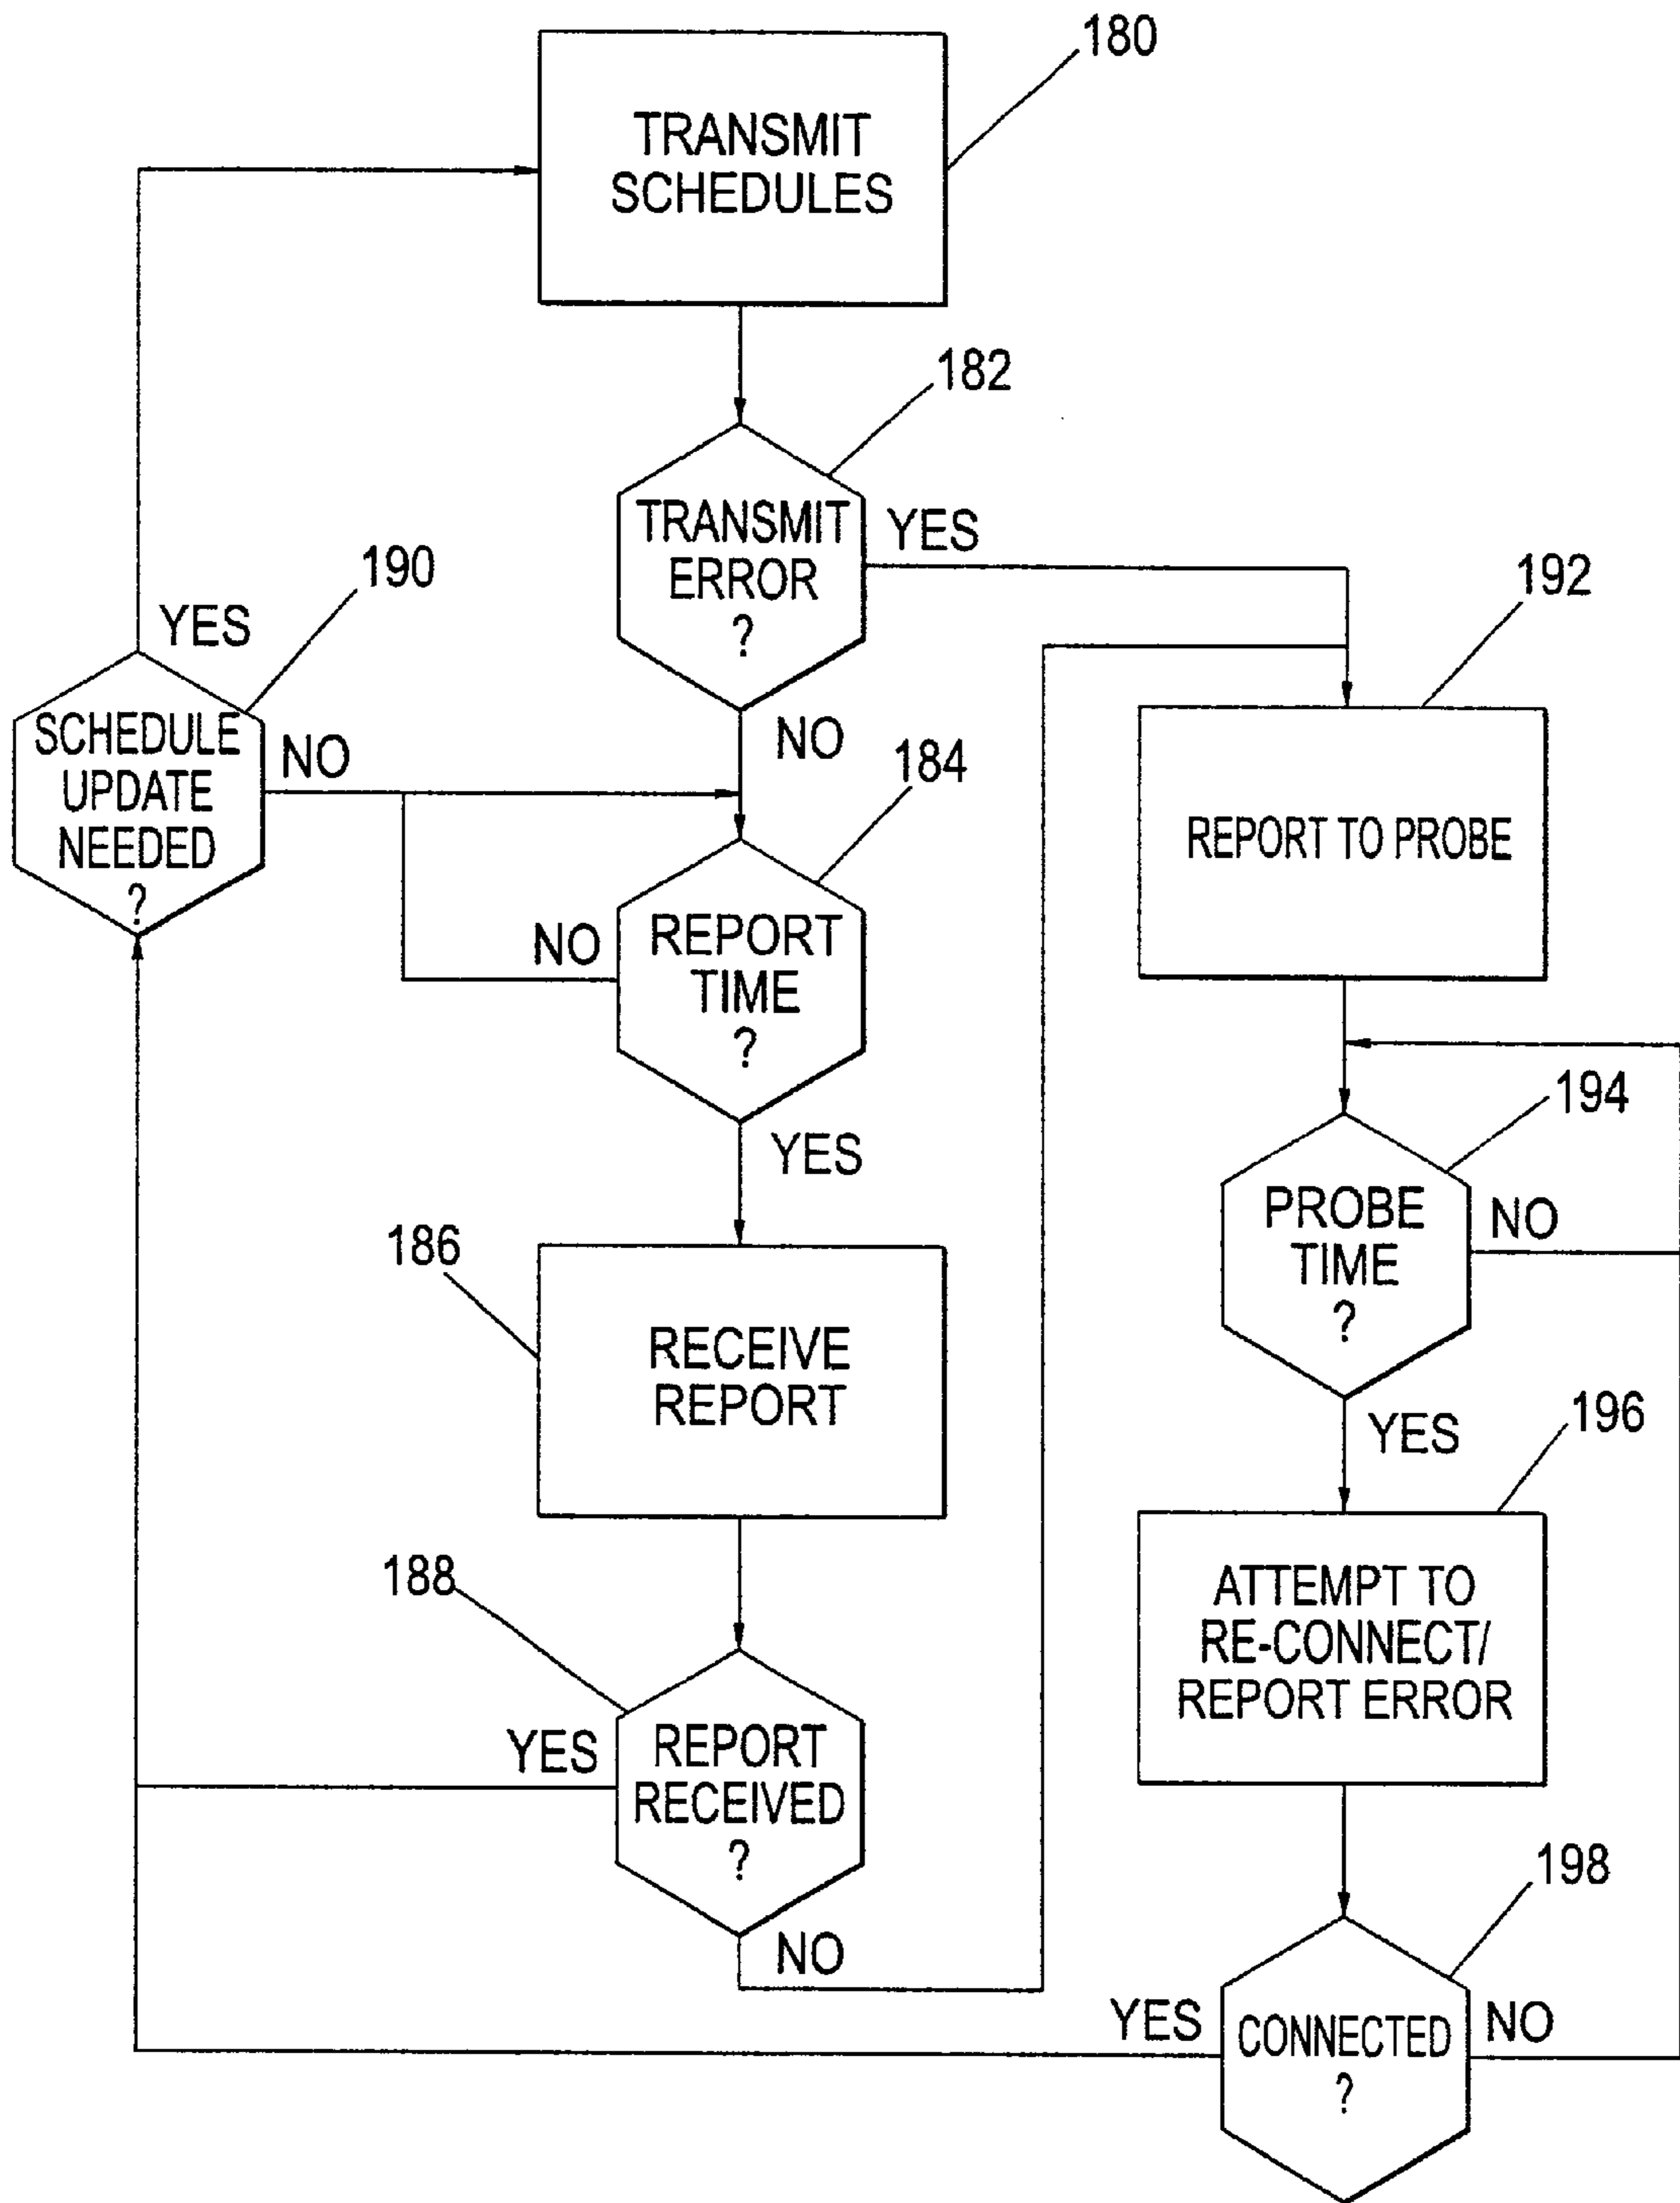 180
TRANSMIT
SCHEDULES
182
TRANSMIT
ERROR
?
YES
NO
190
YES
SCHEDULE
UPDATE
NEEDED
?
NO
184
REPORT
TIME
?
NO
YES
186
RECEIVE
REPORT
188
REPORT
RECEIVED
?
YES
NO
192
REPORT TO PROBE
194
PROBE
TIME
?
NO
YES
196
ATTEMPT TO
RE-CONNECT/
REPORT ERROR
198
CONNECTED
?
YES
NO